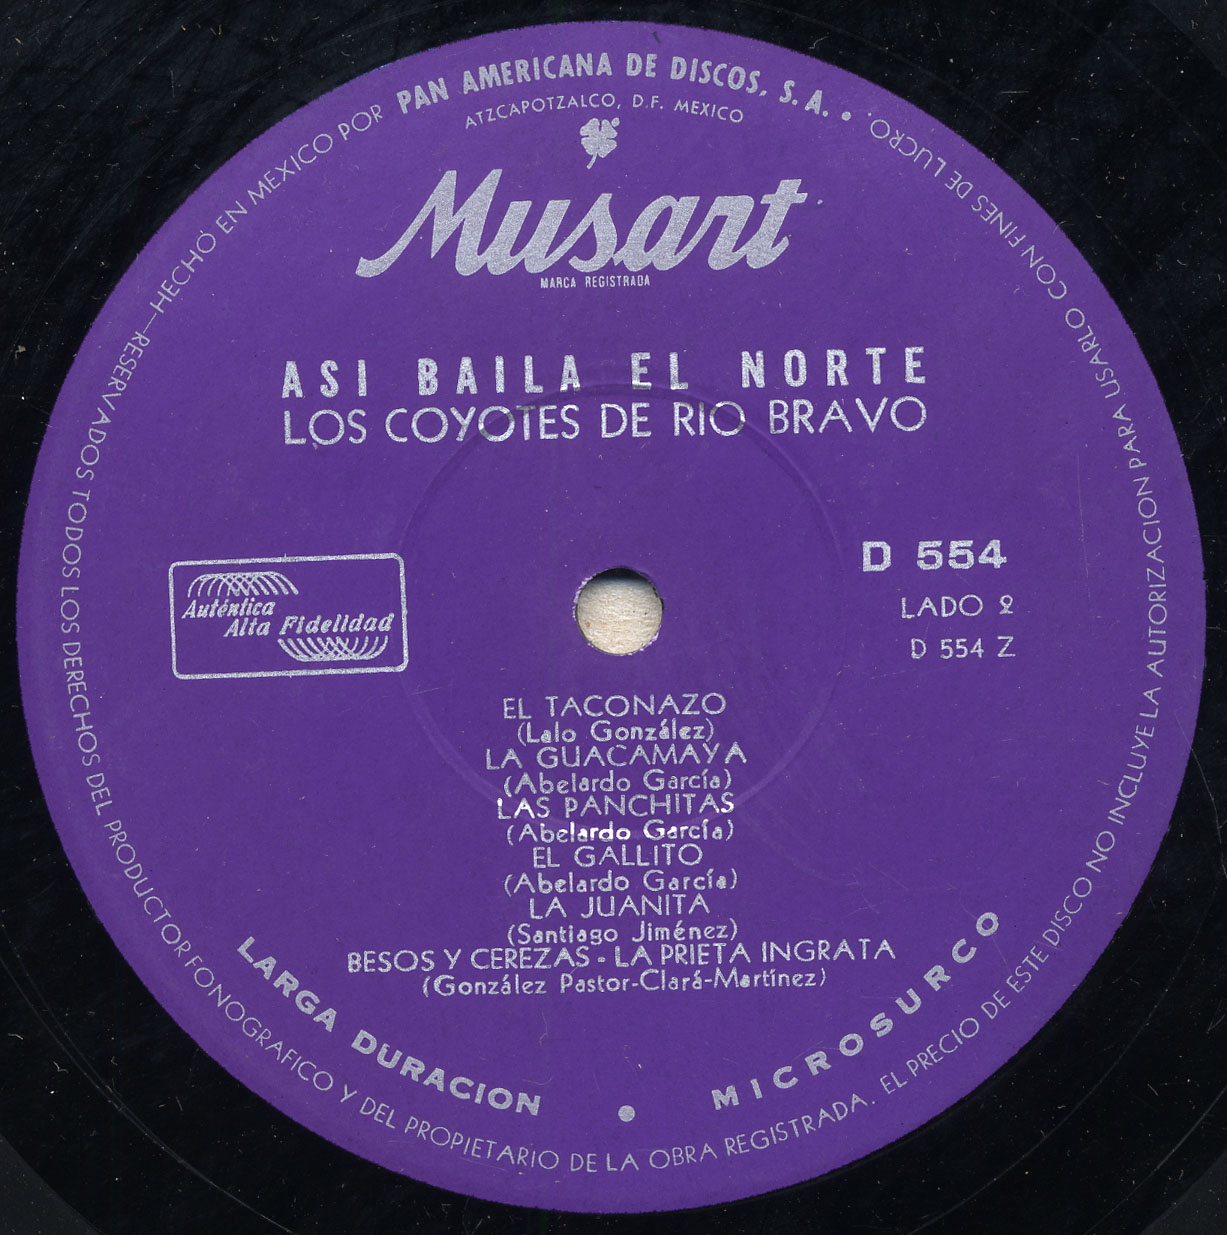 HECHO EN MEXICO POR PAN AMERICANA DE DISCOS, S.A. •
ATZCAPOTZALCO, D.F. MEXICO
Musart
MARCA REGISTRADA
ASI BAILA EL NORTE
LOS COYOTES DE RIO BRAVO
Auténtica
Alta Fidelidad
D 554
LADO 2
D 554 Z
EL TACONAZO
(Lalo González)
LA GUACAMAYA
(Abelardo García)
LAS PANCHITAS
(Abelardo García)
EL GALLITO
(Abelardo García)
LA JUANITA
(Santiago Jiménez)
BESOS Y CEREZAS - LA PRIETA INGRATA
(González Pastor-Clará-Martínez)
LARGA DURACION • MICROSURCO
—RESERVADOS TODOS LOS DERECHOS DEL PRODUCTOR FONOGRAFICO Y DEL PROPIETARIO DE LA OBRA REGISTRADA. EL PRECIO DE ESTE DISCO NO INCLUYE LA AUTORIZACION PARA USARLO CON FINES DE LUCRO.